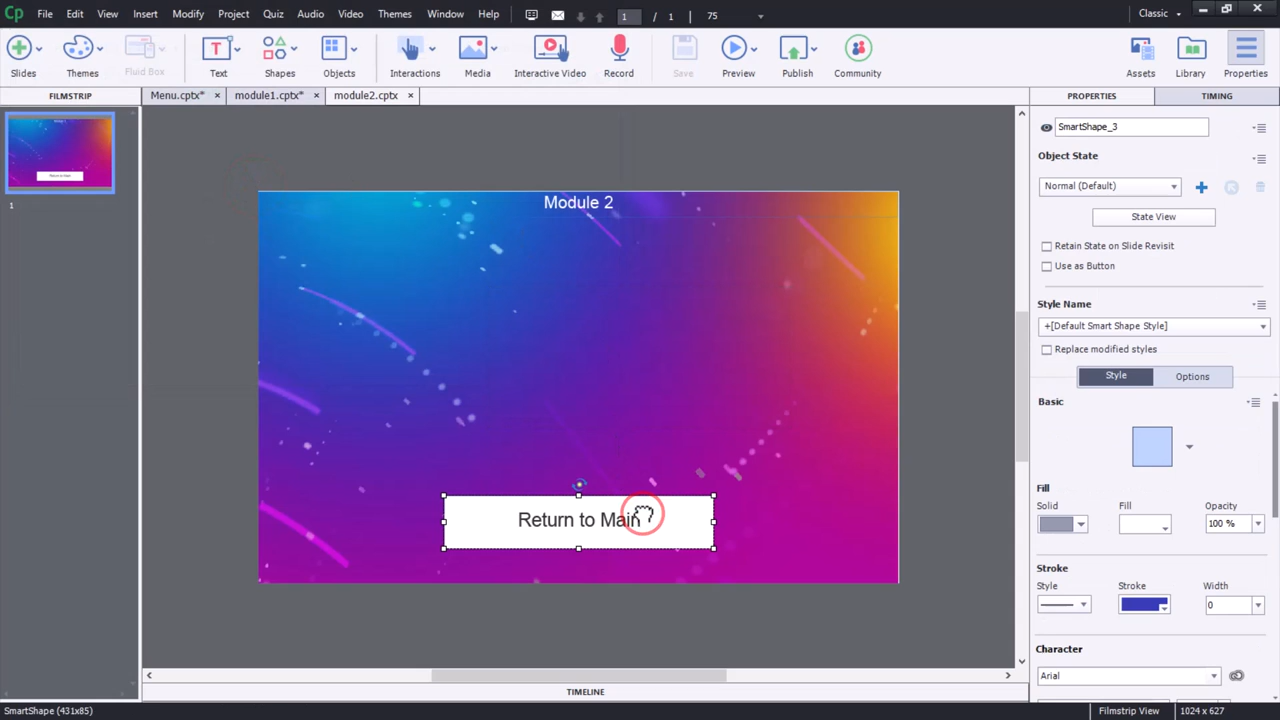 Cp File Edit View Insert Modify Project Quiz Audio Video Themes Window Help 1 / 1 75 Classic
Slides Themes Fluid Box Text Shapes Objects Interactions Media Interactive Video Record Save Preview Publish Community Assets Library Properties
FILMSTRIP Menu.cptx* × module1.cptx* × module2.cptx × PROPERTIES TIMING
SmartShape_3
Object State
Normal (Default)
State View
Retain State on Slide Revisit
Use as Button
Style Name
+[Default Smart Shape Style]
Replace modified styles
Style Options
Basic
Fill
Solid Fill Opacity
100 %
Stroke
Style Stroke Width
0
Character
Arial
1
Module 2
Return to Main
TIMELINE
SmartShape (431x85) Filmstrip View 1024 x 627